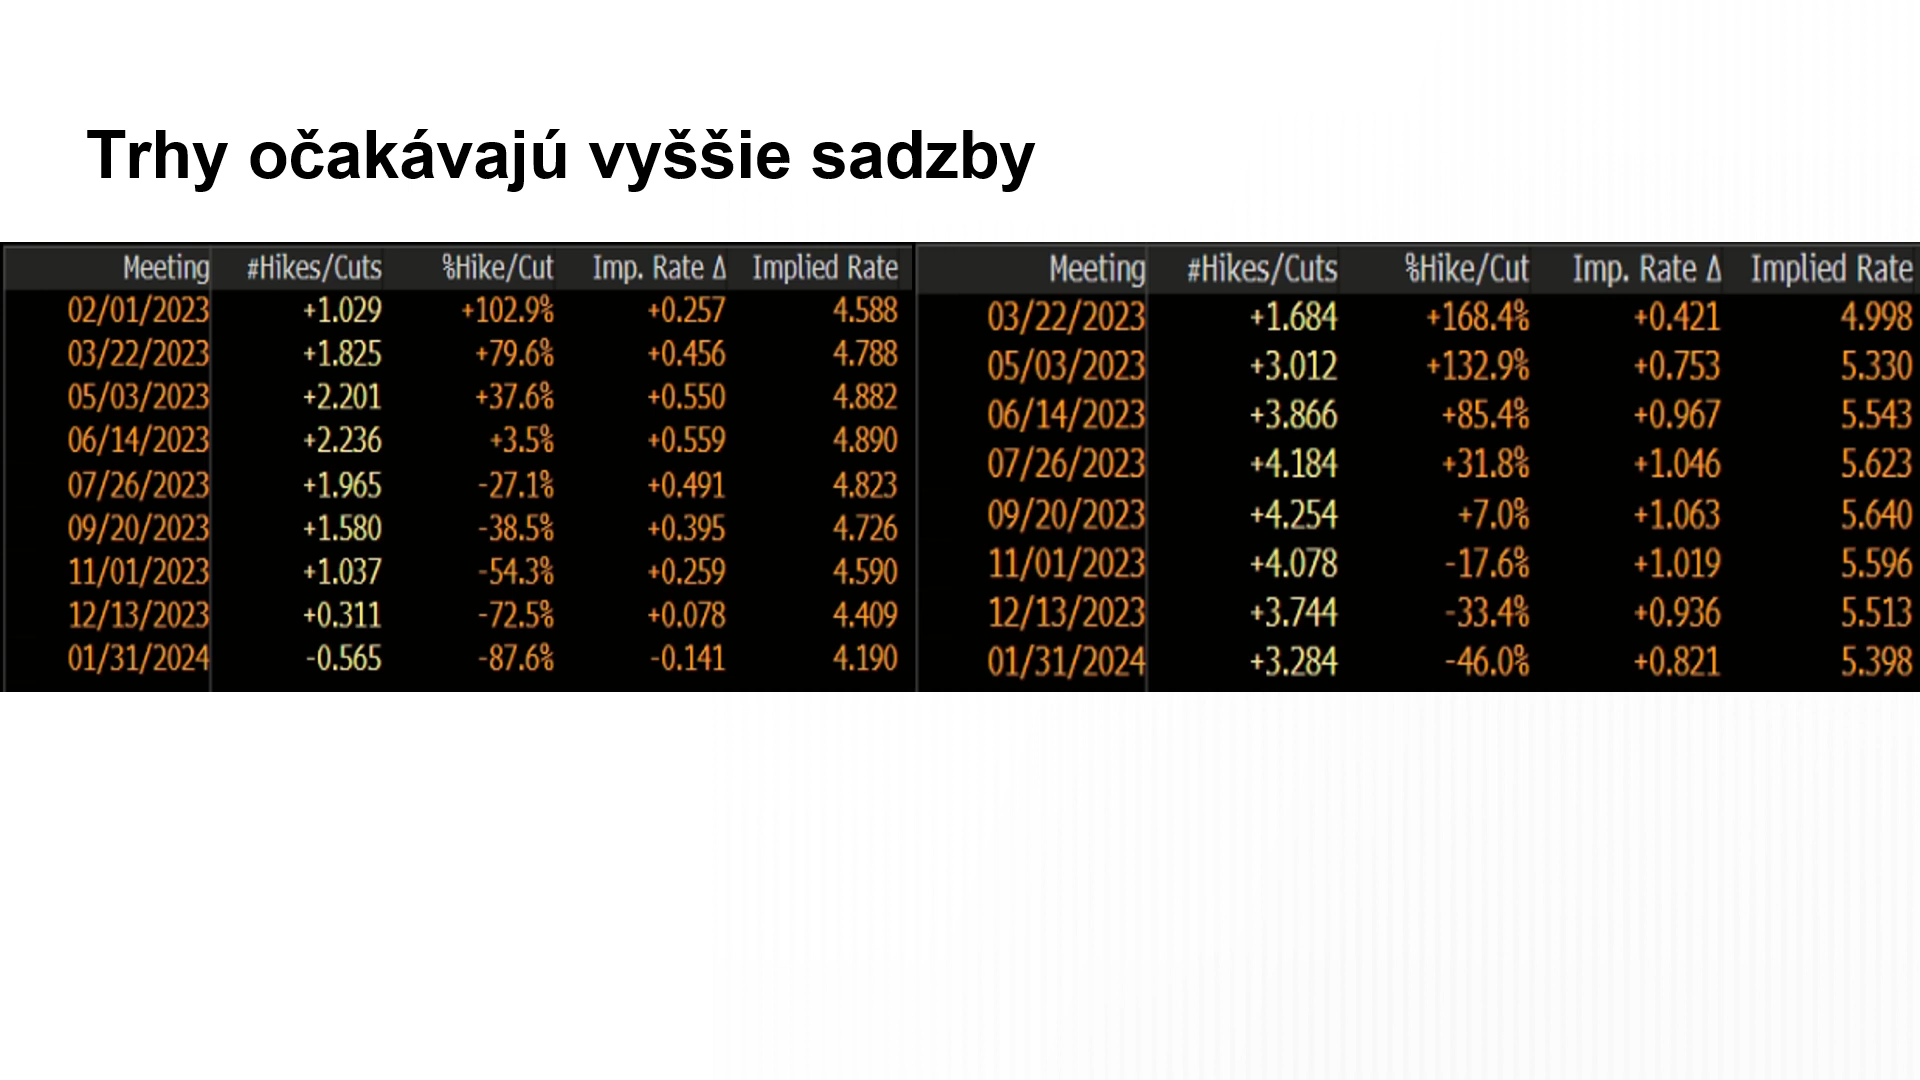 Trhy očakávajú vyššie sadzby
Meeting #Hikes/Cuts %Hike/Cut Imp. Rate Δ Implied Rate
02/01/2023 +1.029 +102.9% +0.257 4.588
03/22/2023 +1.825 +79.6% +0.456 4.788
05/03/2023 +2.201 +37.6% +0.550 4.882
06/14/2023 +2.236 +3.5% +0.559 4.890
07/26/2023 +1.965 -27.1% +0.491 4.823
09/20/2023 +1.580 -38.5% +0.395 4.726
11/01/2023 +1.037 -54.3% +0.259 4.590
12/13/2023 +0.311 -72.5% +0.078 4.409
01/31/2024 -0.565 -87.6% -0.141 4.190
Meeting #Hikes/Cuts %Hike/Cut Imp. Rate Δ Implied Rate
03/22/2023 +1.684 +168.4% +0.421 4.998
05/03/2023 +3.012 +132.9% +0.753 5.330
06/14/2023 +3.866 +85.4% +0.967 5.543
07/26/2023 +4.184 +31.8% +1.046 5.623
09/20/2023 +4.254 +7.0% +1.063 5.640
11/01/2023 +4.078 -17.6% +1.019 5.596
12/13/2023 +3.744 -33.4% +0.936 5.513
01/31/2024 +3.284 -46.0% +0.821 5.398